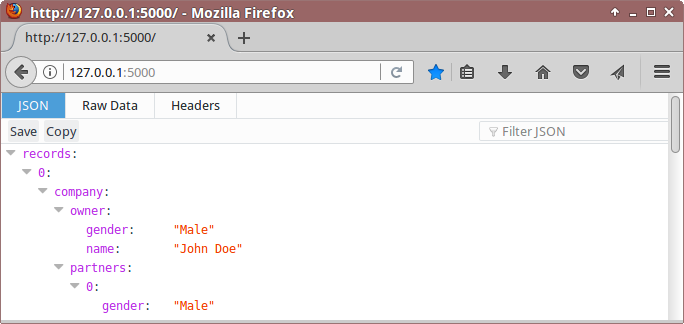 http://127.0.0.1:5000/ - Mozilla Firefox
http://127.0.0.1:5000/
127.0.0.1:5000
JSON Raw Data Headers
Save Copy Filter JSON
records:
0:
company:
owner:
gender: "Male"
name: "John Doe"
partners:
0:
gender: "Male"